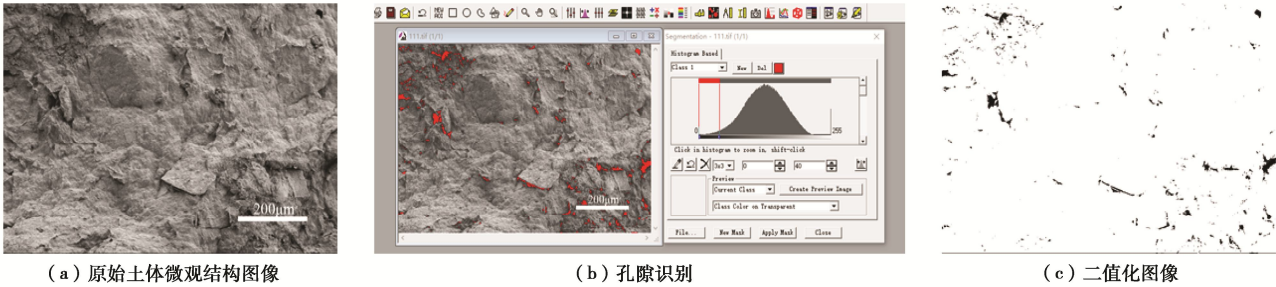 200μm
111.tif (1/1)
200μm
Segmentation - 111.tif (1/1)
Histogram Based
Class 1
New
Del
0
255
Click in histogram to zoom in, shift-click
3x3
0
40
Preview
Current Class
Create Preview Image
Class Color on Transparent
File...
New Mask
Apply Mask
Close
(a)原始土体微观结构图像
(b)孔隙识别
(c)二值化图像